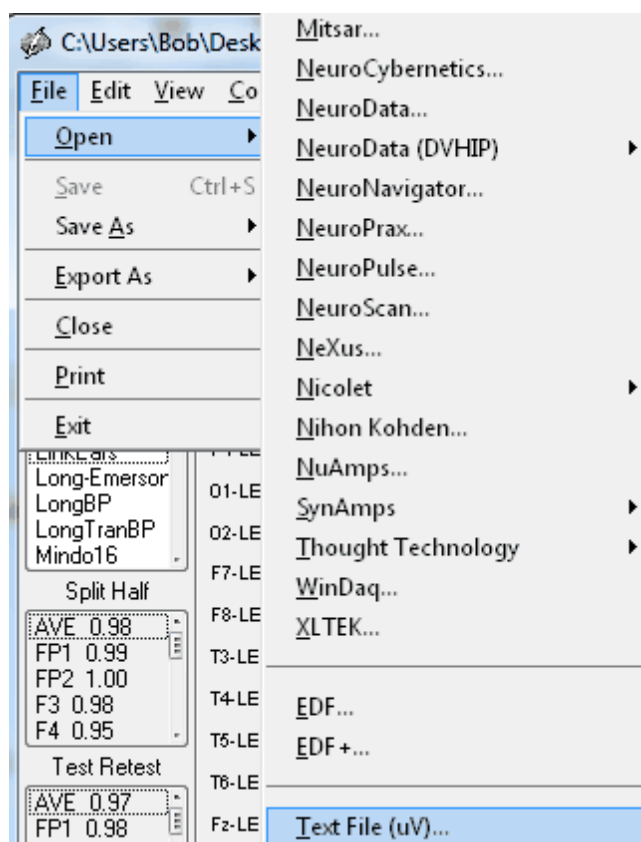 C:\Users\Bob\Desk
File Edit View Co
Open
Save Ctrl+S
Save As
Export As
Close
Print
Exit
LinkEars
Long-Emerson
LongBP
LongTranBP
Mindo16
Split Half
AVE 0.98
FP1 0.99
FP2 1.00
F3 0.98
F4 0.95
Test Retest
AVE 0.97
FP1 0.98
O1-LE
O2-LE
F7-LE
F8-LE
T3-LE
T4-LE
T5-LE
T6-LE
Fz-LE
Mitsar...
NeuroCybernetics...
NeuroData...
NeuroData (DVHIP)
NeuroNavigator...
NeuroPrax...
NeuroPulse...
NeuroScan...
NeXus...
Nicolet
Nihon Kohden...
NuAmps...
SynAmps
Thought Technology
WinDaq...
XLTEK...
EDF...
EDF+...
Text File (uV)...